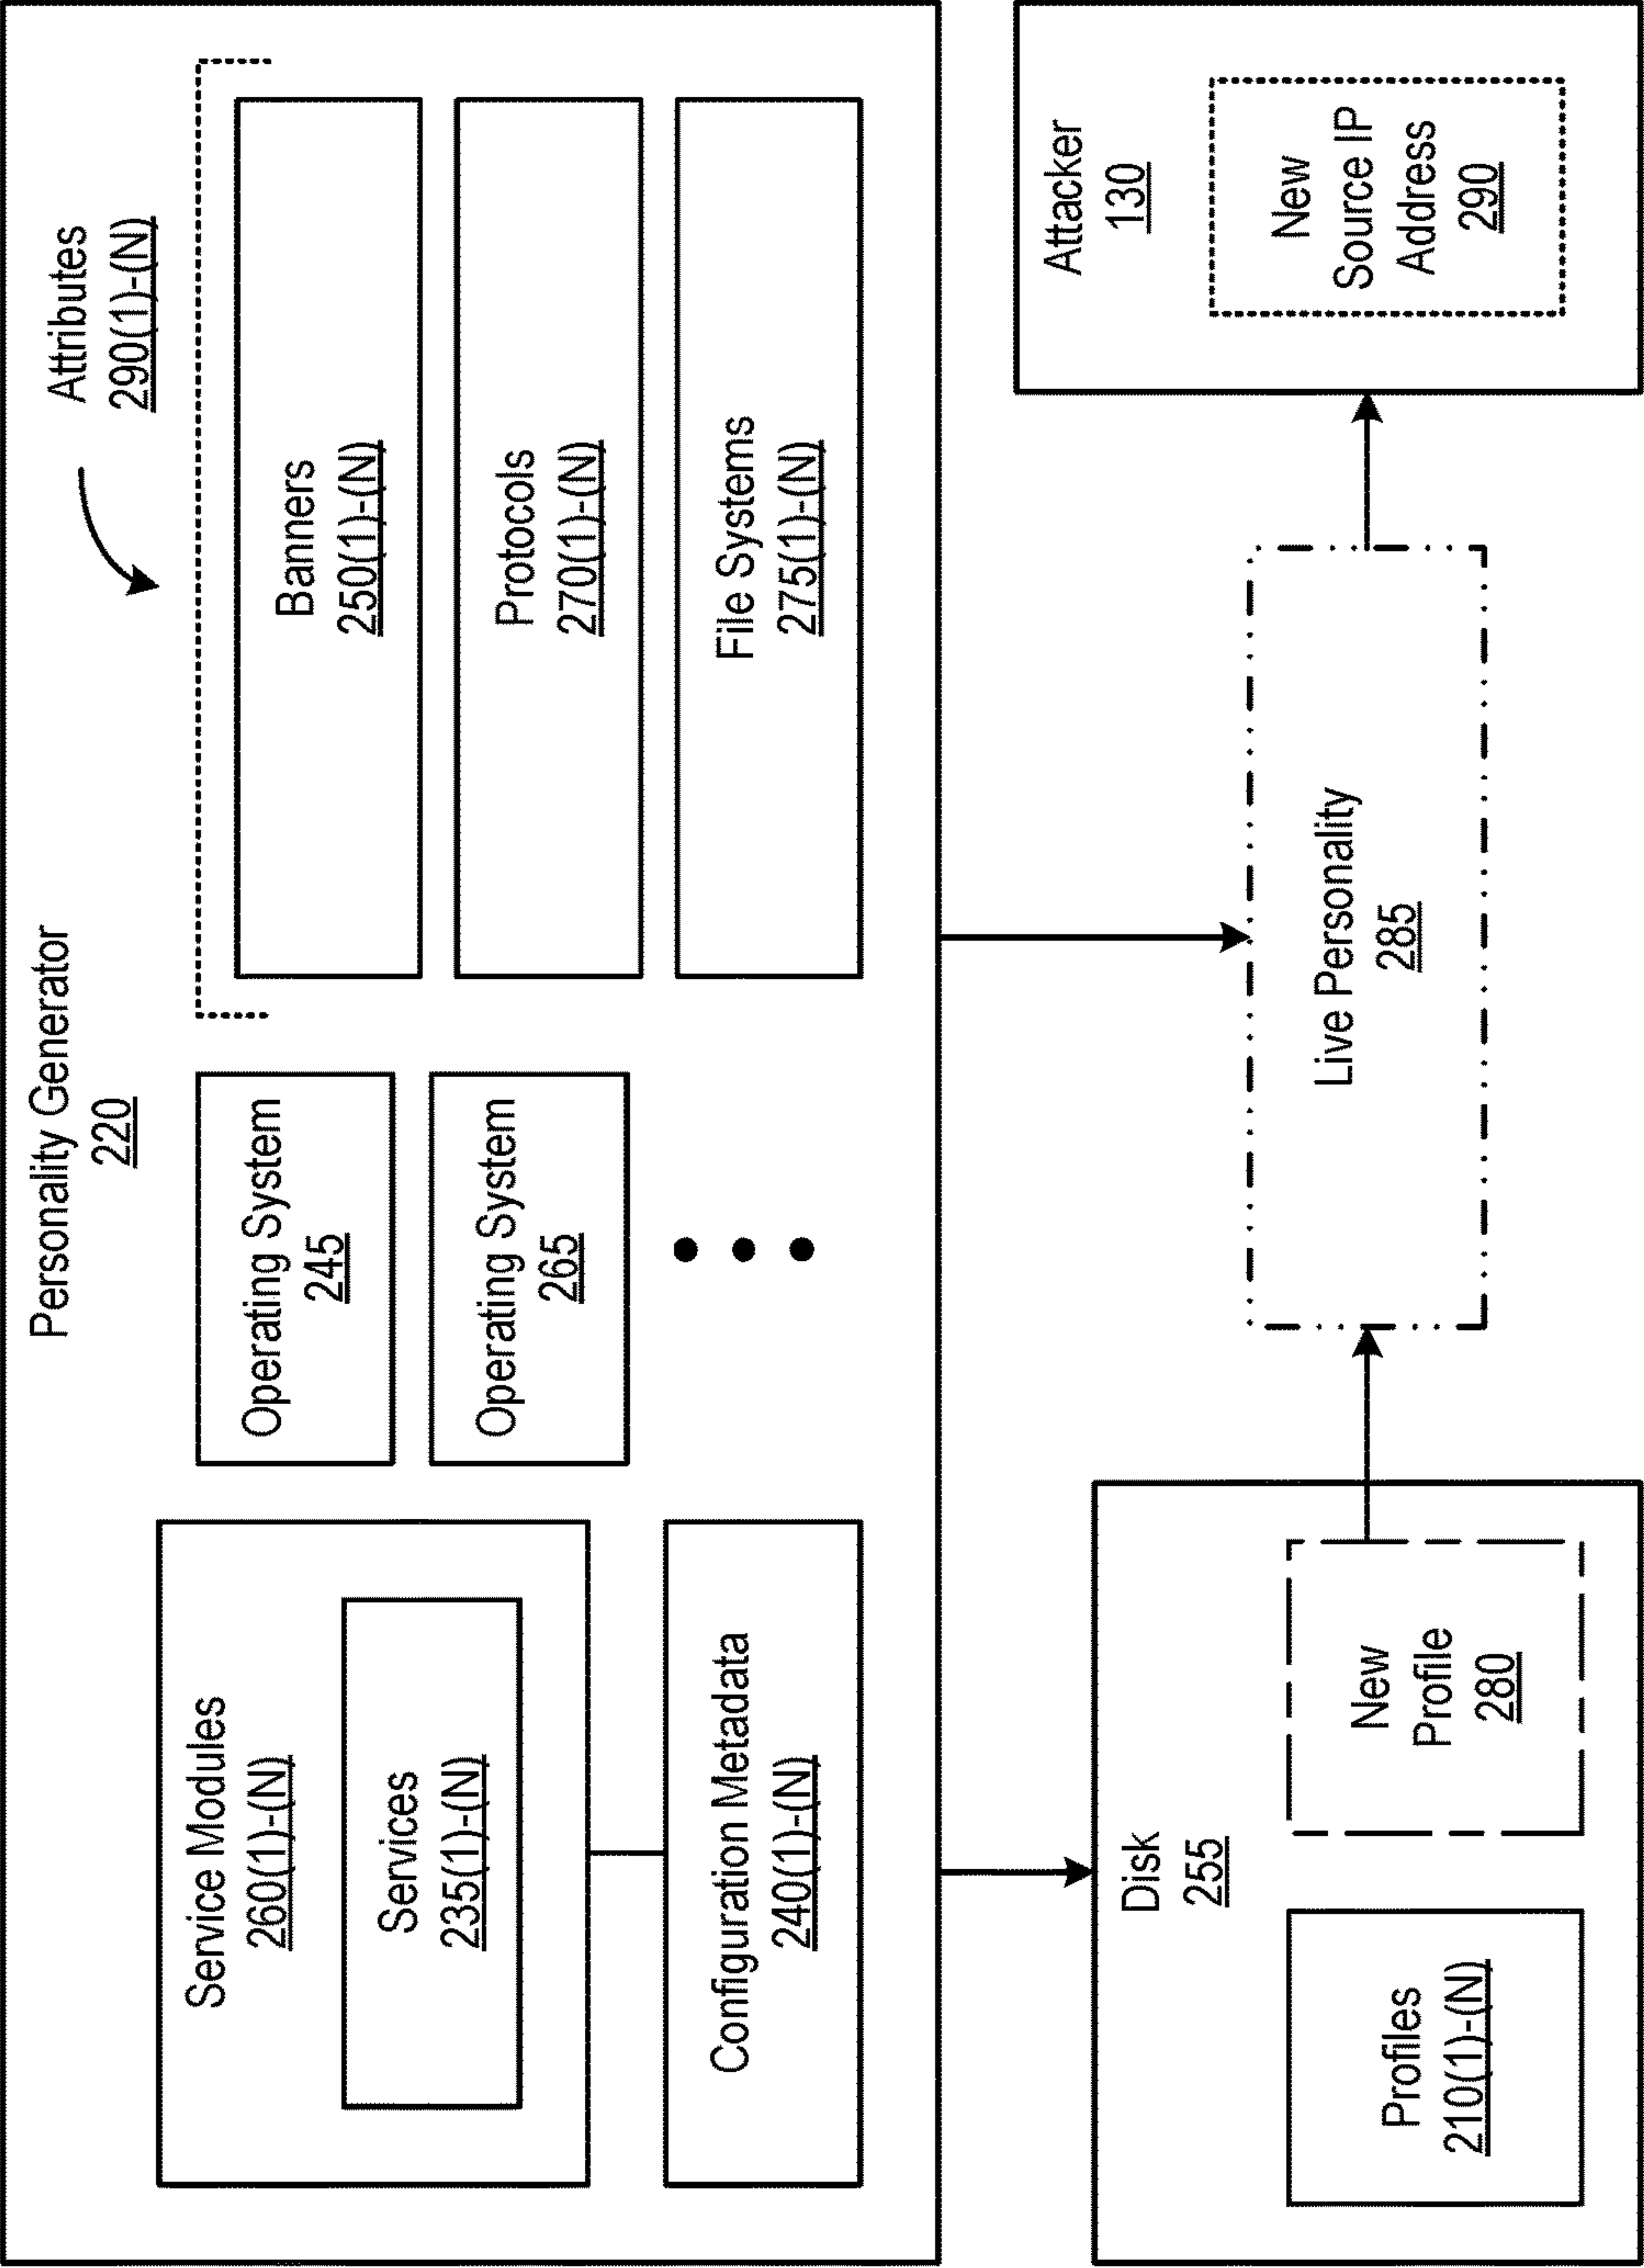 Personality Generator
220
Service Modules
260(1)-(N)
Services
235(1)-(N)
Configuration Metadata
240(1)-(N)
Operating System
245
Operating System
265
Attributes
290(1)-(N)
Banners
250(1)-(N)
Protocols
270(1)-(N)
File Systems
275(1)-(N)
Disk
255
Profiles
210(1)-(N)
New
Profile
280
Live Personality
285
Attacker
130
New
Source IP
Address
290